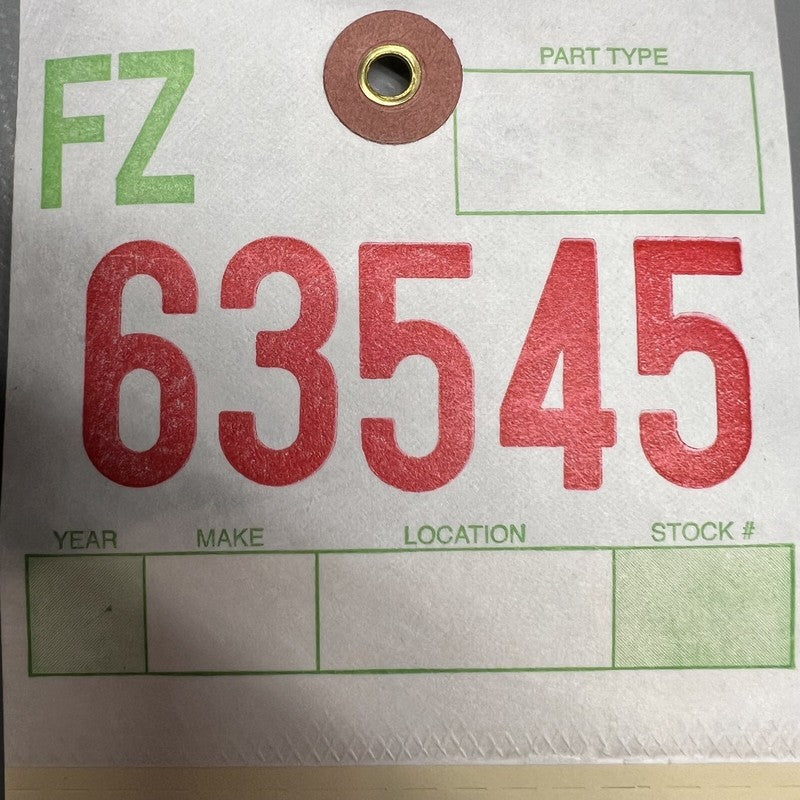 FZ
PART TYPE
63545
YEAR MAKE LOCATION STOCK #